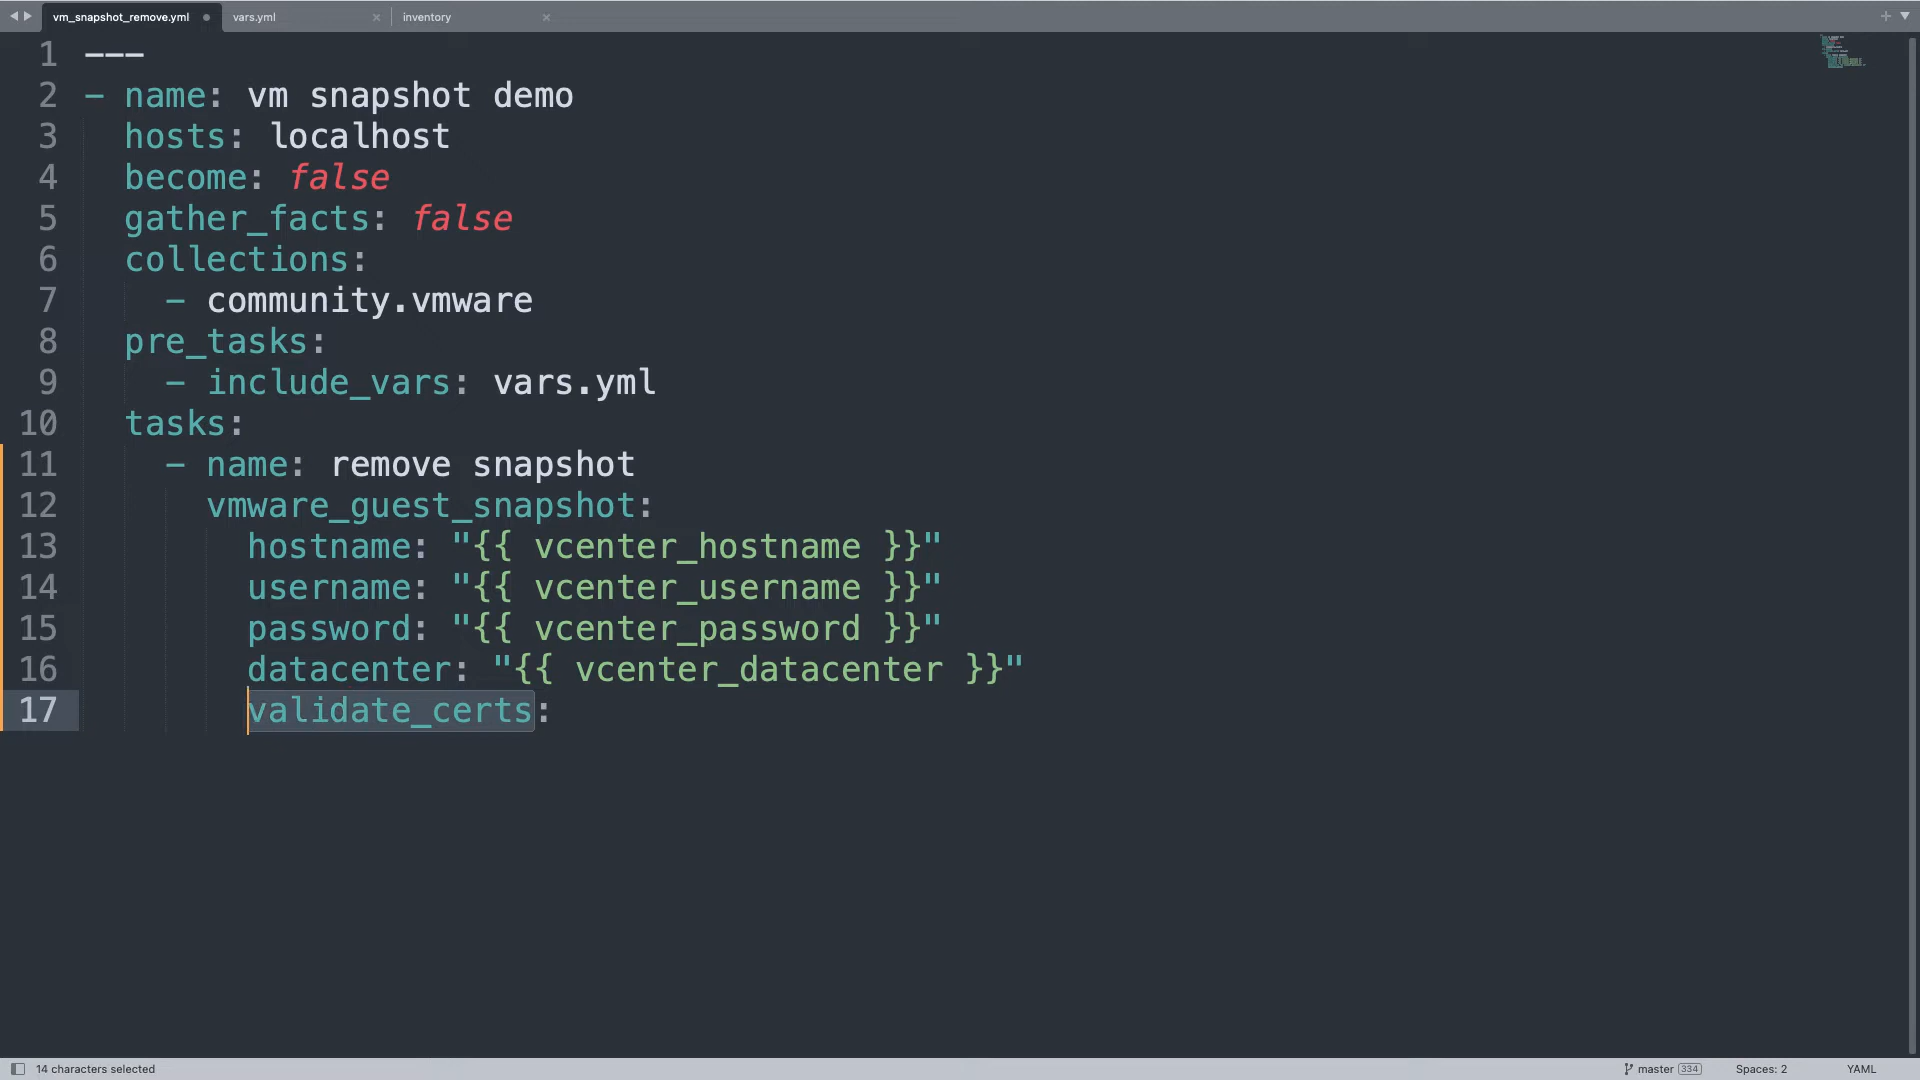 vm_snapshot_remove.yml vars.yml inventory
1 ---
2 - name: vm snapshot demo
3 hosts: localhost
4 become: false
5 gather_facts: false
6 collections:
7 - community.vmware
8 pre_tasks:
9 - include_vars: vars.yml
10 tasks:
11 - name: remove snapshot
12 vmware_guest_snapshot:
13 hostname: "{{ vcenter_hostname }}"
14 username: "{{ vcenter_username }}"
15 password: "{{ vcenter_password }}"
16 datacenter: "{{ vcenter_datacenter }}"
17 validate_certs:
14 characters selected master 334 Spaces: 2 YAML